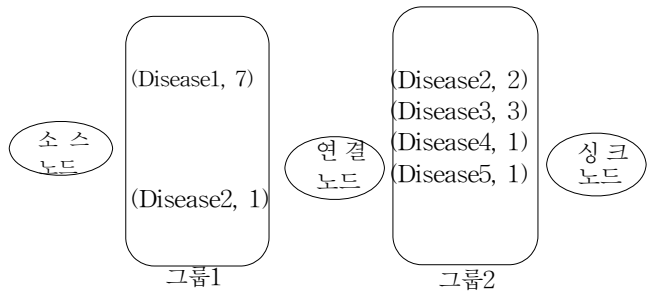 소 스
노드
(Disease1, 7)
(Disease2, 1)
그룹1
연 결
노드
(Disease2, 2)
(Disease3, 3)
(Disease4, 1)
(Disease5, 1)
그룹2
싱 크
노드